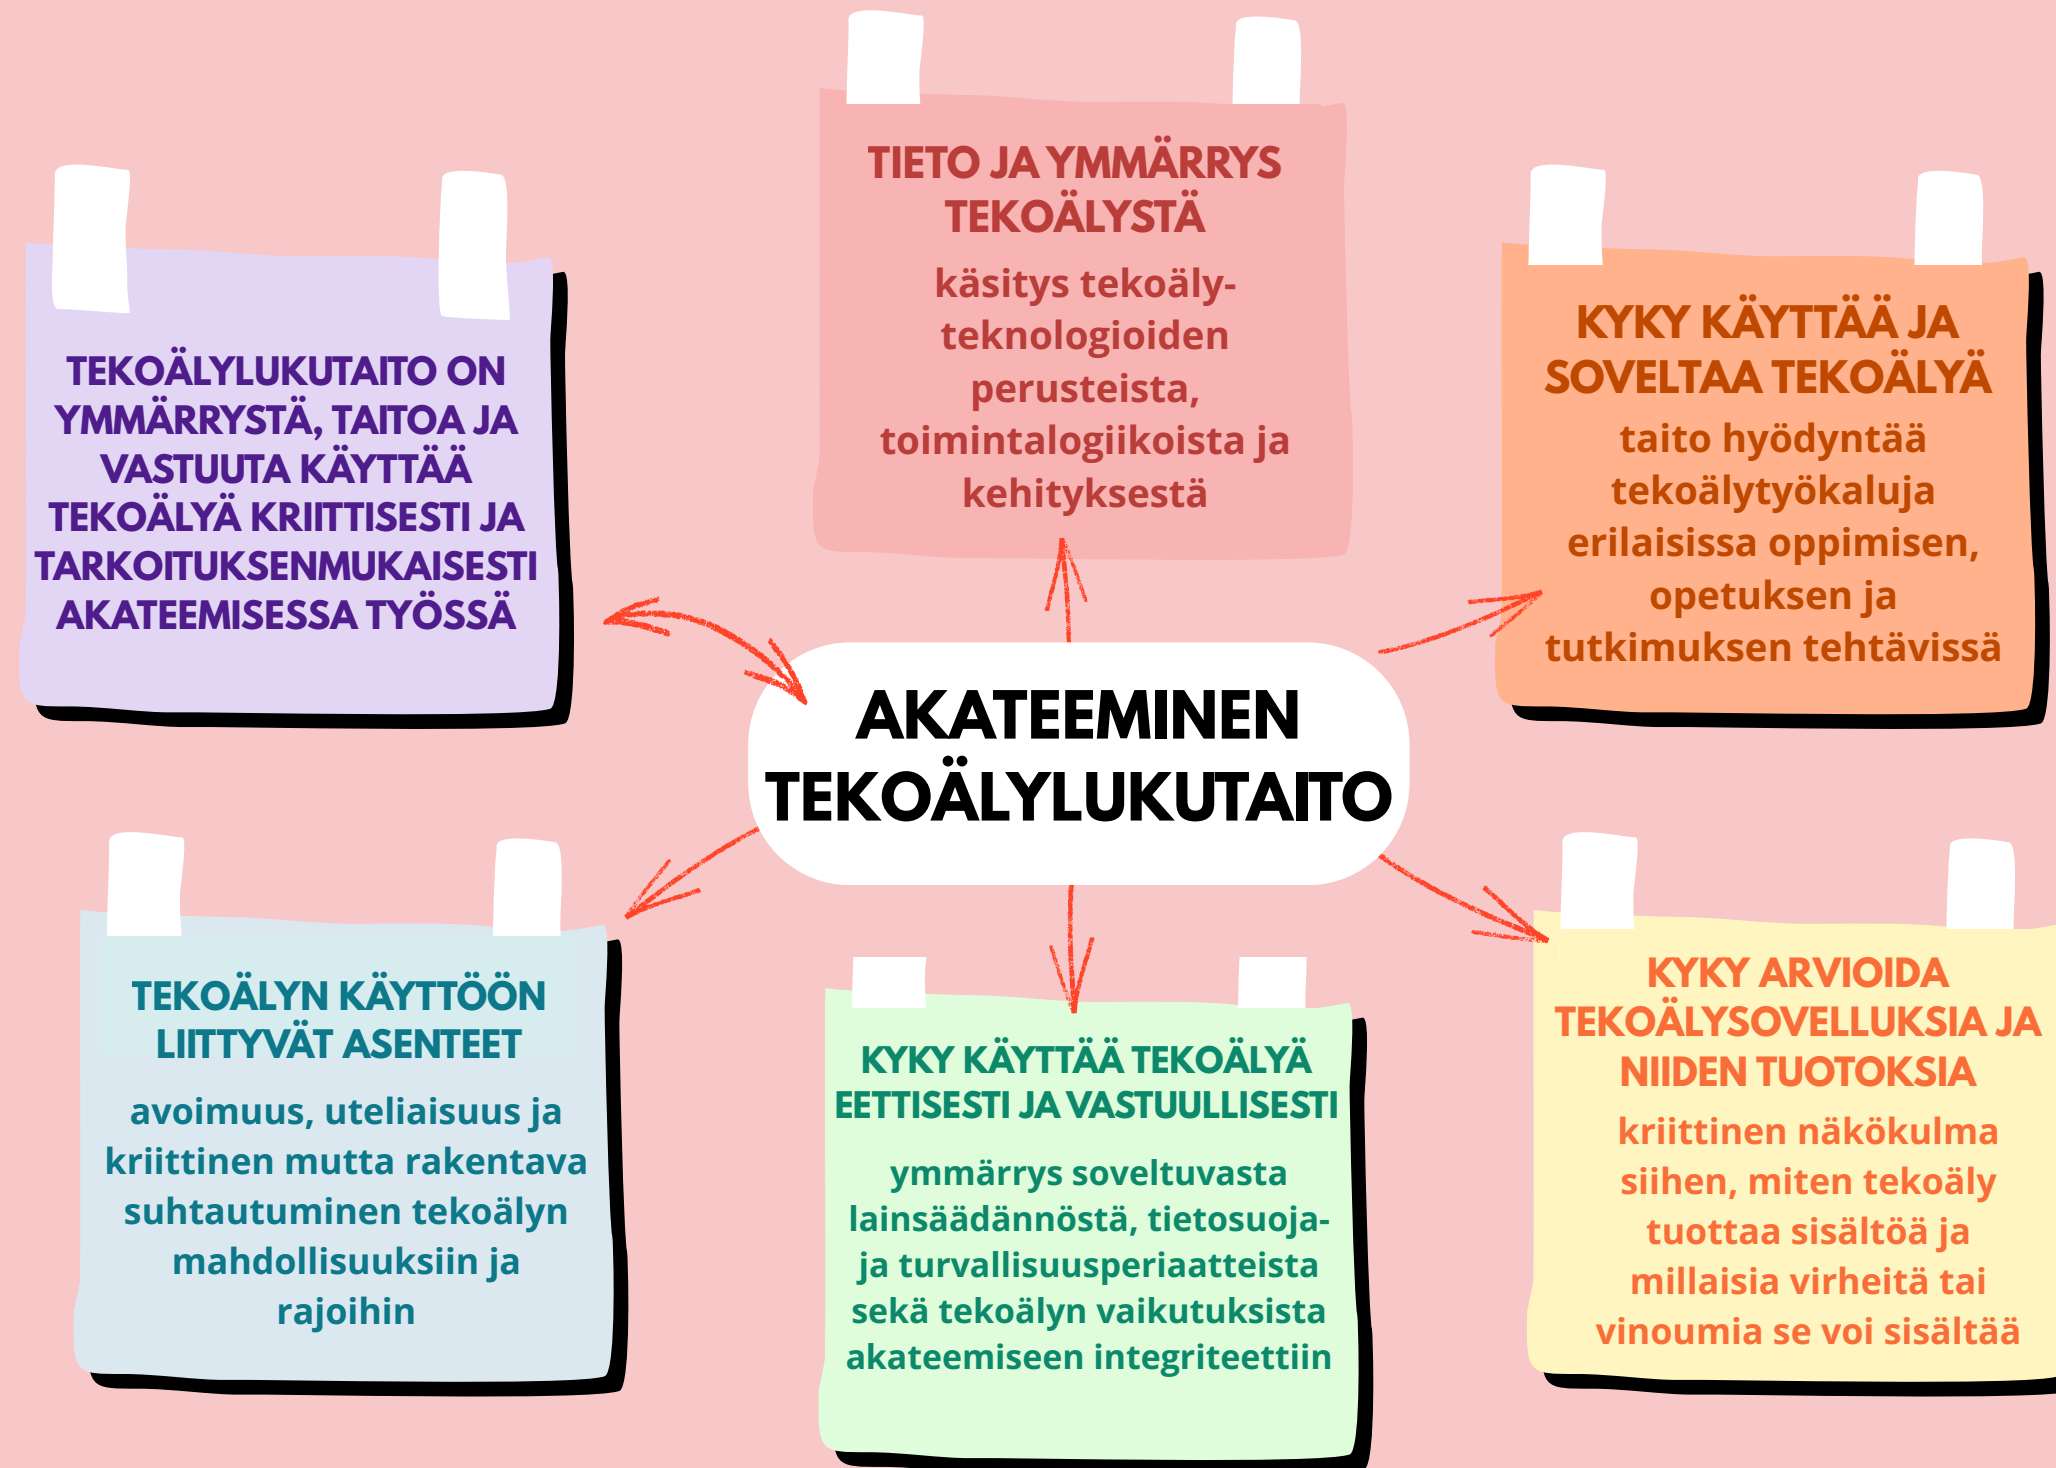 TIETO JA YMMÄRRYS
TEKOÄLYSTÄ
käsitys tekoäly-
teknologioiden
perusteista,
toimintalogiikoista ja
kehityksestä
TEKOÄLYLUKUTAITO ON
YMMÄRRYSTÄ, TAITOA JA
VASTUUTA KÄYTTÄÄ
TEKOÄLYÄ KRIITTISESTI JA
TARKOITUKSENMUKAISESTI
AKATEEMISESSA TYÖSSÄ
KYKY KÄYTTÄÄ JA
SOVELTAA TEKOÄLYÄ
taito hyödyntää
tekoälytyökaluja
erilaisissa oppimisen,
opetuksen ja
tutkimuksen tehtävissä
AKATEEMINEN
TEKOÄLYLUKUTAITO
TEKOÄLYN KÄYTTÖÖN
LIITTYVÄT ASENTEET
avoimuus, uteliaisuus ja
kriittinen mutta rakentava
suhtautuminen tekoälyn
mahdollisuuksiin ja
rajoihin
KYKY KÄYTTÄÄ TEKOÄLYÄ
EETTISESTI JA VASTUULLISESTI
ymmärrys soveltuvasta
lainsäädännöstä, tietosuoja-
ja turvallisuusperiaatteista
sekä tekoälyn vaikutuksista
akateemiseen integriteettiin
KYKY ARVIOIDA
TEKOÄLYSOVELLUKSIA JA
NIIDEN TUOTOKSIA
kriittinen näkökulma
siihen, miten tekoäly
tuottaa sisältöä ja
millaisia virheitä tai
vinoumia se voi sisältää